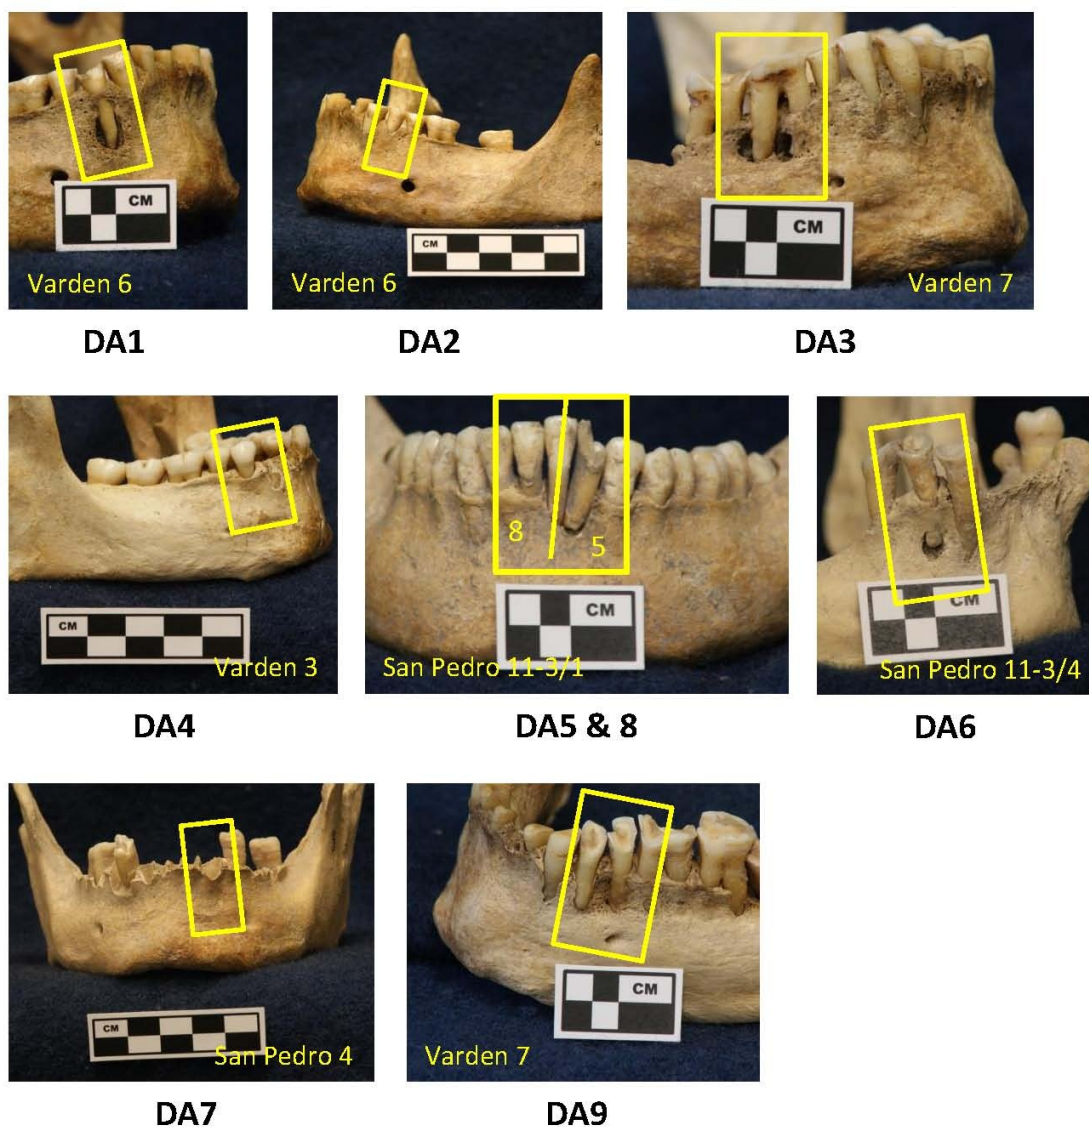 CM
Varden 6
DA1
CM
Varden 6
DA2
CM
Varden 7
DA3
CM
Varden 3
DA4
8
5
CM
San Pedro 11-3/1
DA5 & 8
CM
San Pedro 11-3/4
DA6
CM
San Pedro 4
DA7
CM
Varden 7
DA9